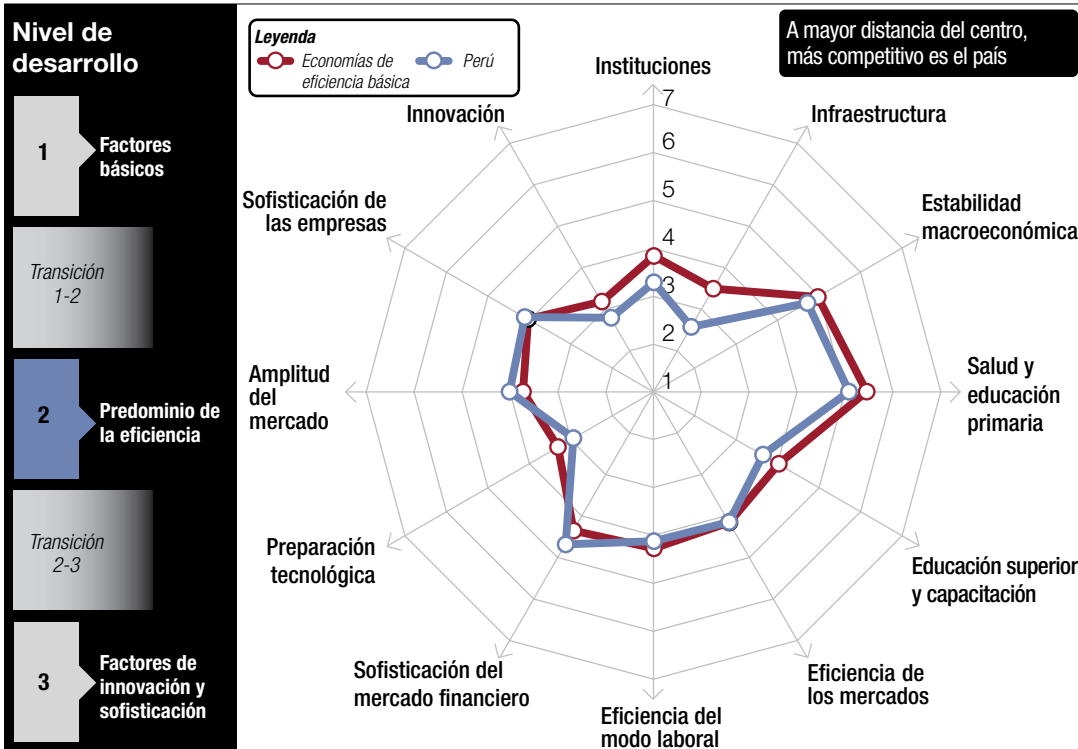 Nivel de
desarrollo
1
Factores
básicos
Transición
1-2
2
Predominio de
la eficiencia
Transición
2-3
3
Factores de
innovación y
sofisticación
Leyenda
Economías de
eficiencia básica
Perú
A mayor distancia del centro,
más competitivo es el país
Instituciones
Infraestructura
Estabilidad
macroeconómica
Salud y
educación
primaria
Educación superior
y capacitación
Eficiencia de
los mercados
Eficiencia del
modo laboral
Sofisticación del
mercado financiero
Preparación
tecnológica
Amplitud
del
mercado
Sofisticación de
las empresas
Innovación
7
6
5
4
3
2
1